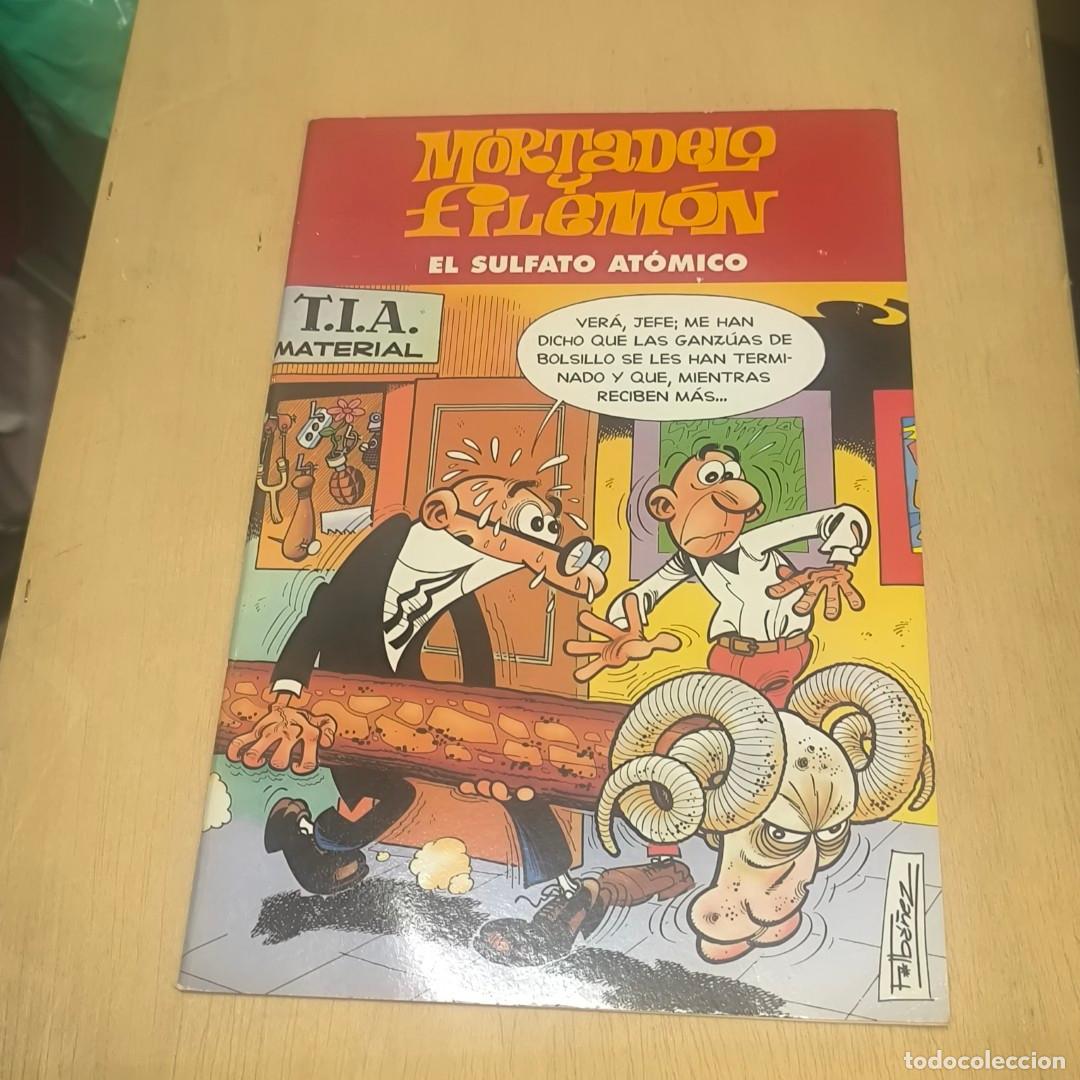 MORTADELO
Y
FILEMÓN
EL SULFATO ATÓMICO
T.I.A.
MATERIAL
VERÁ, JEFE; ME HAN
DICHO QUE LAS GANZÚAS DE
BOLSILLO SE LES HAN TERMI-
NADO Y QUE, MIENTRAS
RECIBEN MÁS...
F. Ibáñez
todocoleccion